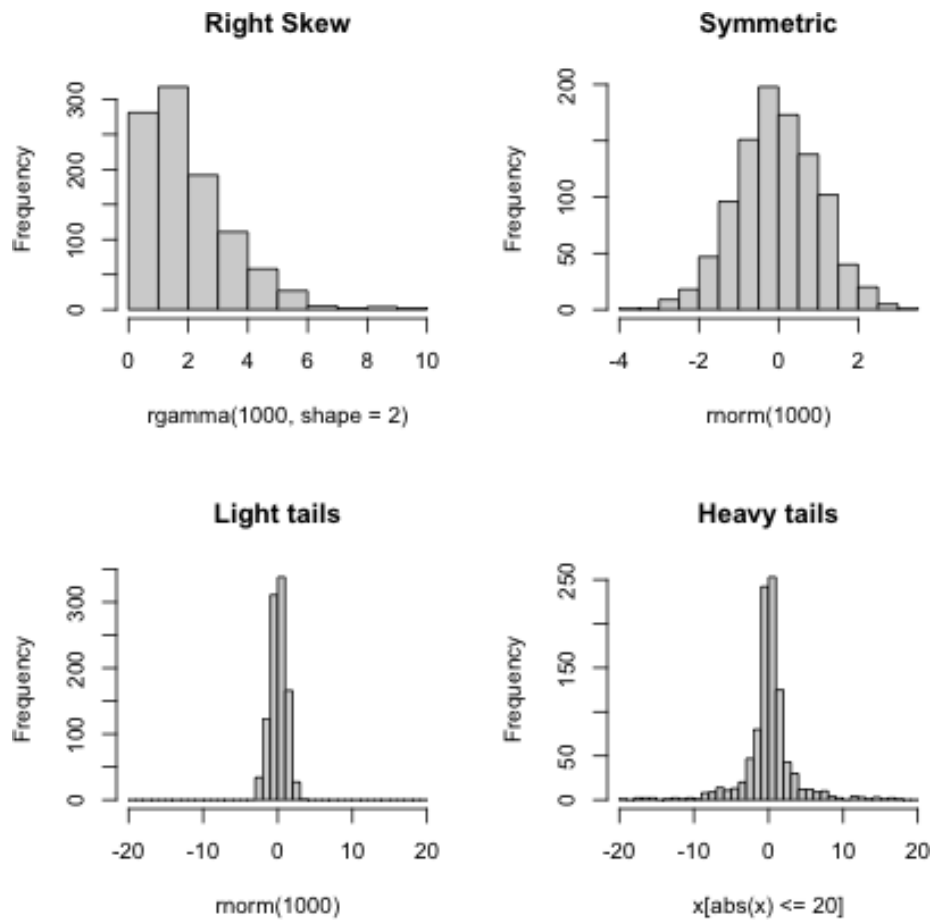 Right Skew
Frequency
0
100
200
300
0 2 4 6 8 10
rgamma(1000, shape = 2)
Symmetric
Frequency
0
50
100
200
-4 -2 0 2
rnorm(1000)
Light tails
Frequency
0
100
200
300
-20 -10 0 10 20
rnorm(1000)
Heavy tails
Frequency
0
50
150
250
-20 -10 0 10 20
x[abs(x) <= 20]